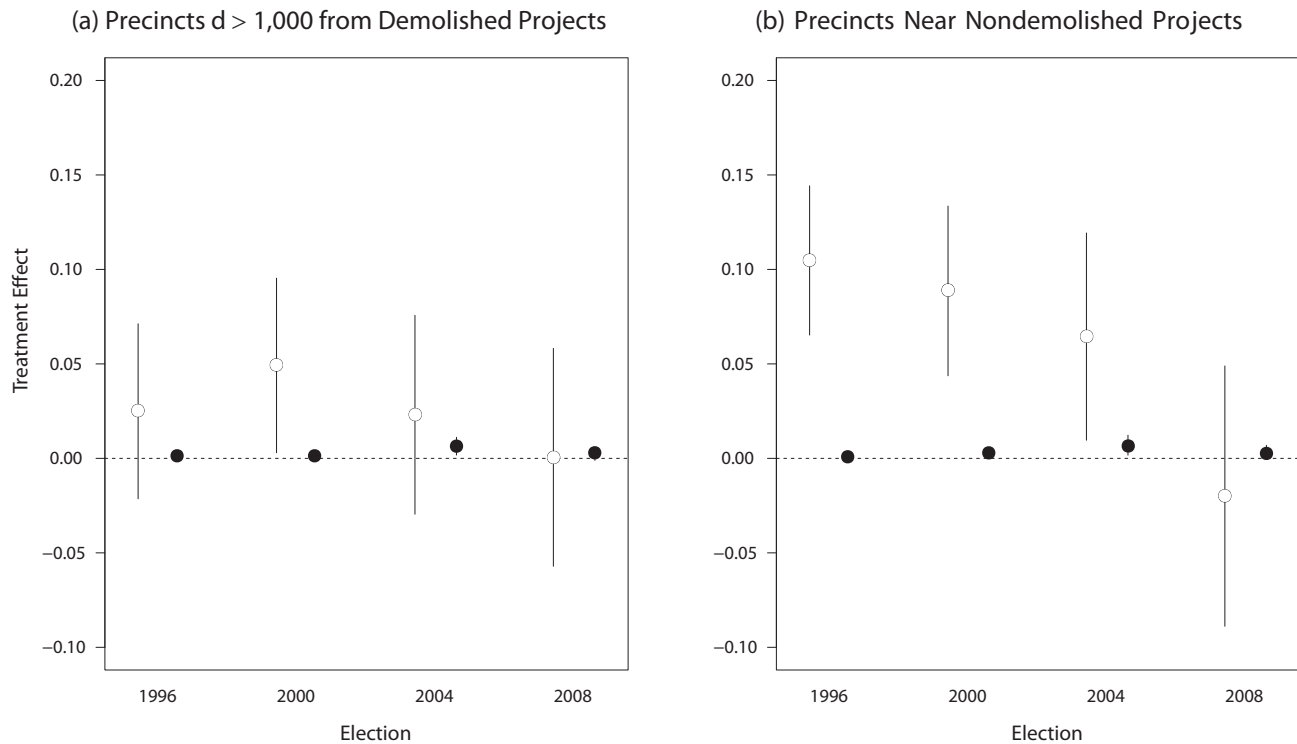 (a) Precincts d > 1,000 from Demolished Projects
(b) Precincts Near Nondemolished Projects
Treatment Effect
0.20
0.15
0.10
0.05
0.00
−0.05
−0.10
1996 2000 2004 2008
Election
0.20
0.15
0.10
0.05
0.00
−0.05
−0.10
1996 2000 2004 2008
Election